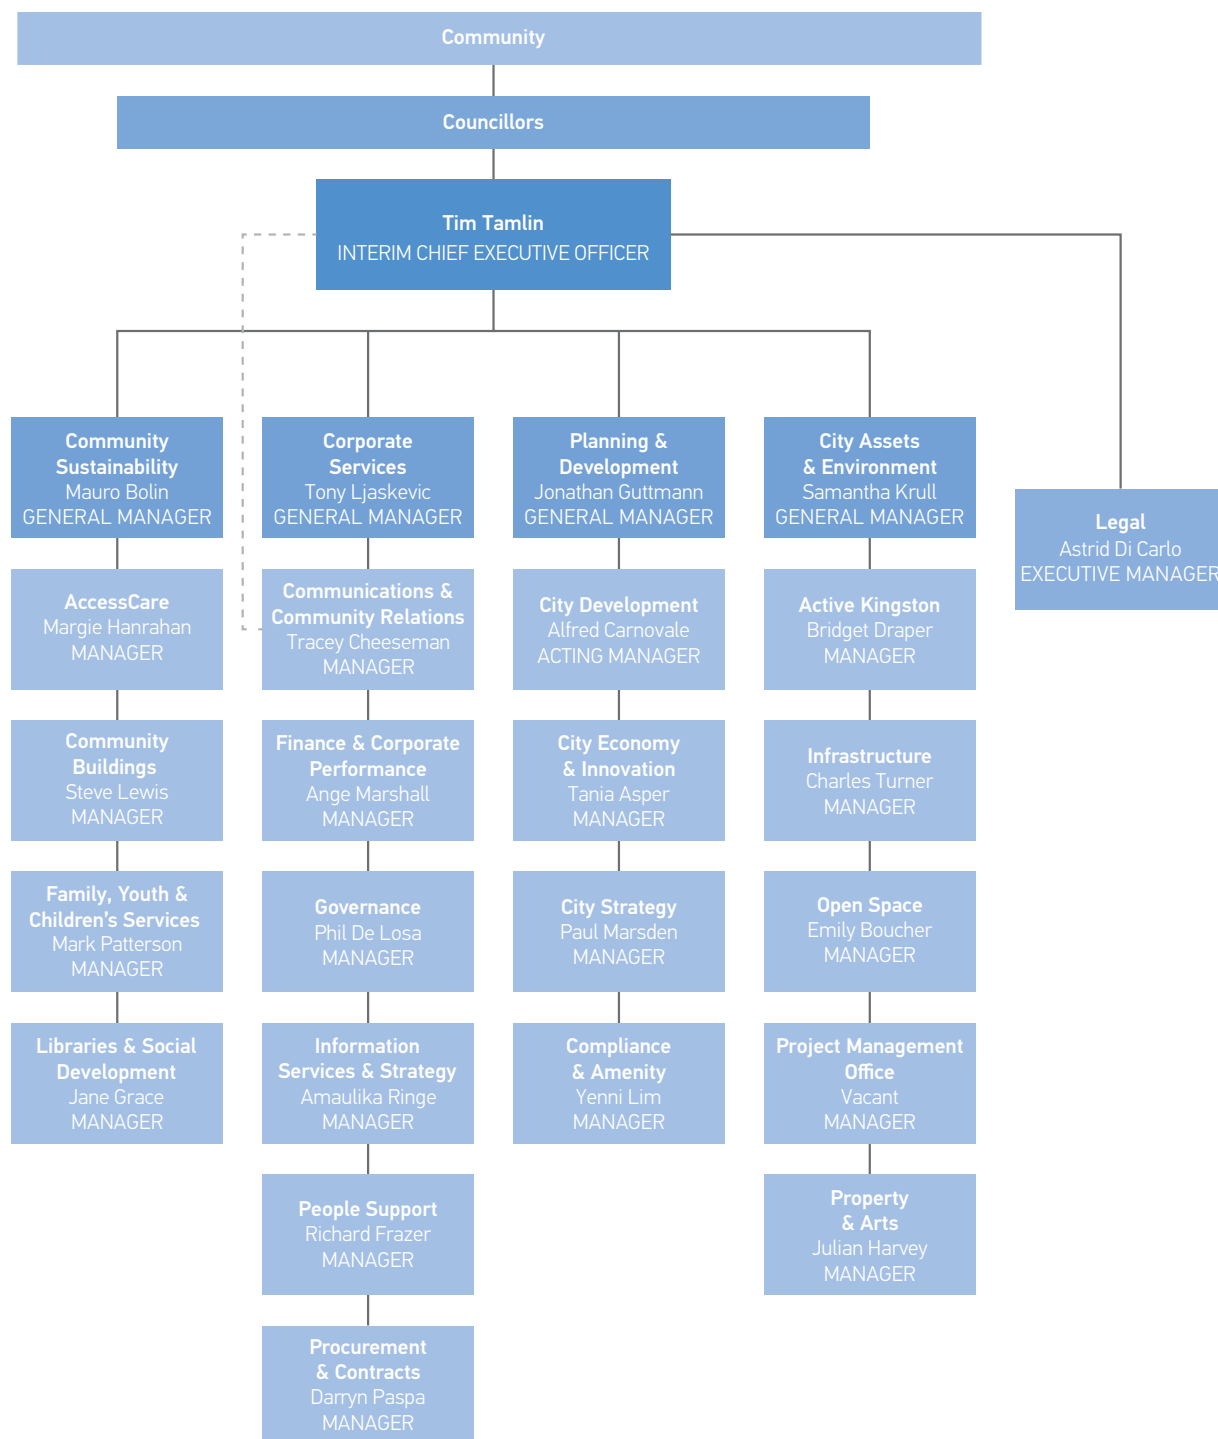 Community
Councillors
Tim Tamlin
INTERIM CHIEF EXECUTIVE OFFICER
Community
Sustainability
Mauro Bolin
GENERAL MANAGER
Corporate
Services
Tony Ljaskevic
GENERAL MANAGER
Planning &
Development
Jonathan Guttmann
GENERAL MANAGER
City Assets
& Environment
Samantha Krull
GENERAL MANAGER
Legal
Astrid Di Carlo
EXECUTIVE MANAGER
AccessCare
Margie Hanrahan
MANAGER
Communications &
Community Relations
Tracey Cheeseman
MANAGER
City Development
Alfred Carnovale
ACTING MANAGER
Active Kingston
Bridget Draper
MANAGER
Community
Buildings
Steve Lewis
MANAGER
Finance & Corporate
Performance
Ange Marshall
MANAGER
City Economy
& Innovation
Tania Asper
MANAGER
Infrastructure
Charles Turner
MANAGER
Family, Youth &
Children’s Services
Mark Patterson
MANAGER
Governance
Phil De Losa
MANAGER
City Strategy
Paul Marsden
MANAGER
Open Space
Emily Boucher
MANAGER
Libraries & Social
Development
Jane Grace
MANAGER
Information
Services & Strategy
Amaulika Ringe
MANAGER
Compliance
& Amenity
Yenni Lim
MANAGER
Project Management
Office
Vacant
MANAGER
People Support
Richard Frazer
MANAGER
Property
& Arts
Julian Harvey
MANAGER
Procurement
& Contracts
Darryn Paspa
MANAGER